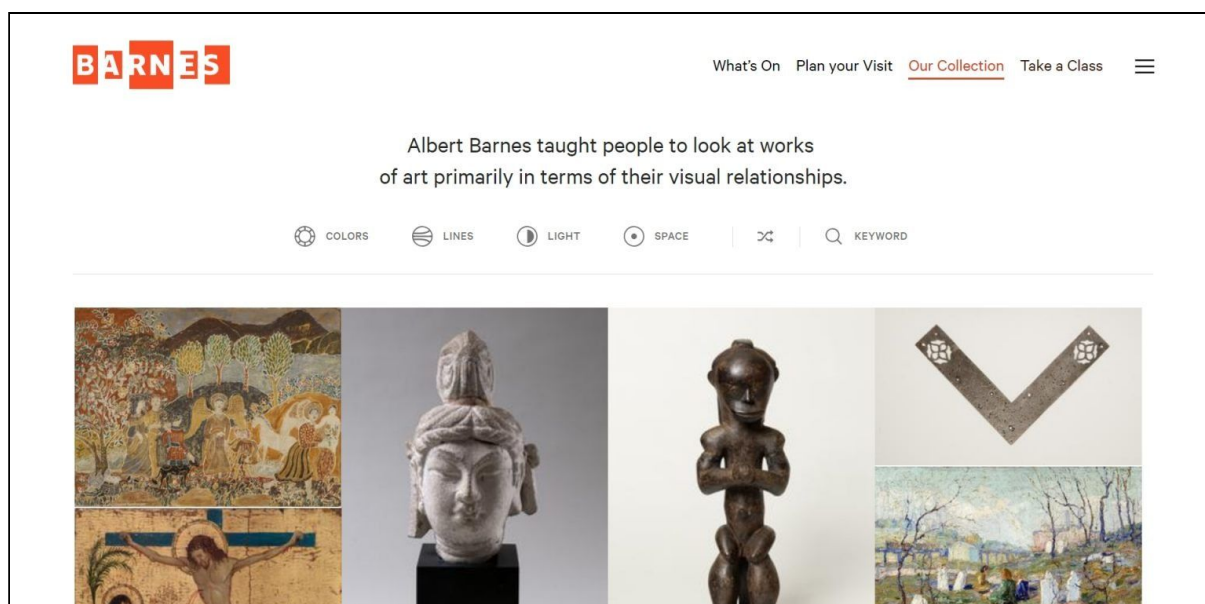 BARNES
What's On Plan your Visit Our Collection Take a Class
Albert Barnes taught people to look at works
of art primarily in terms of their visual relationships.
COLORS LINES LIGHT SPACE KEYWORD